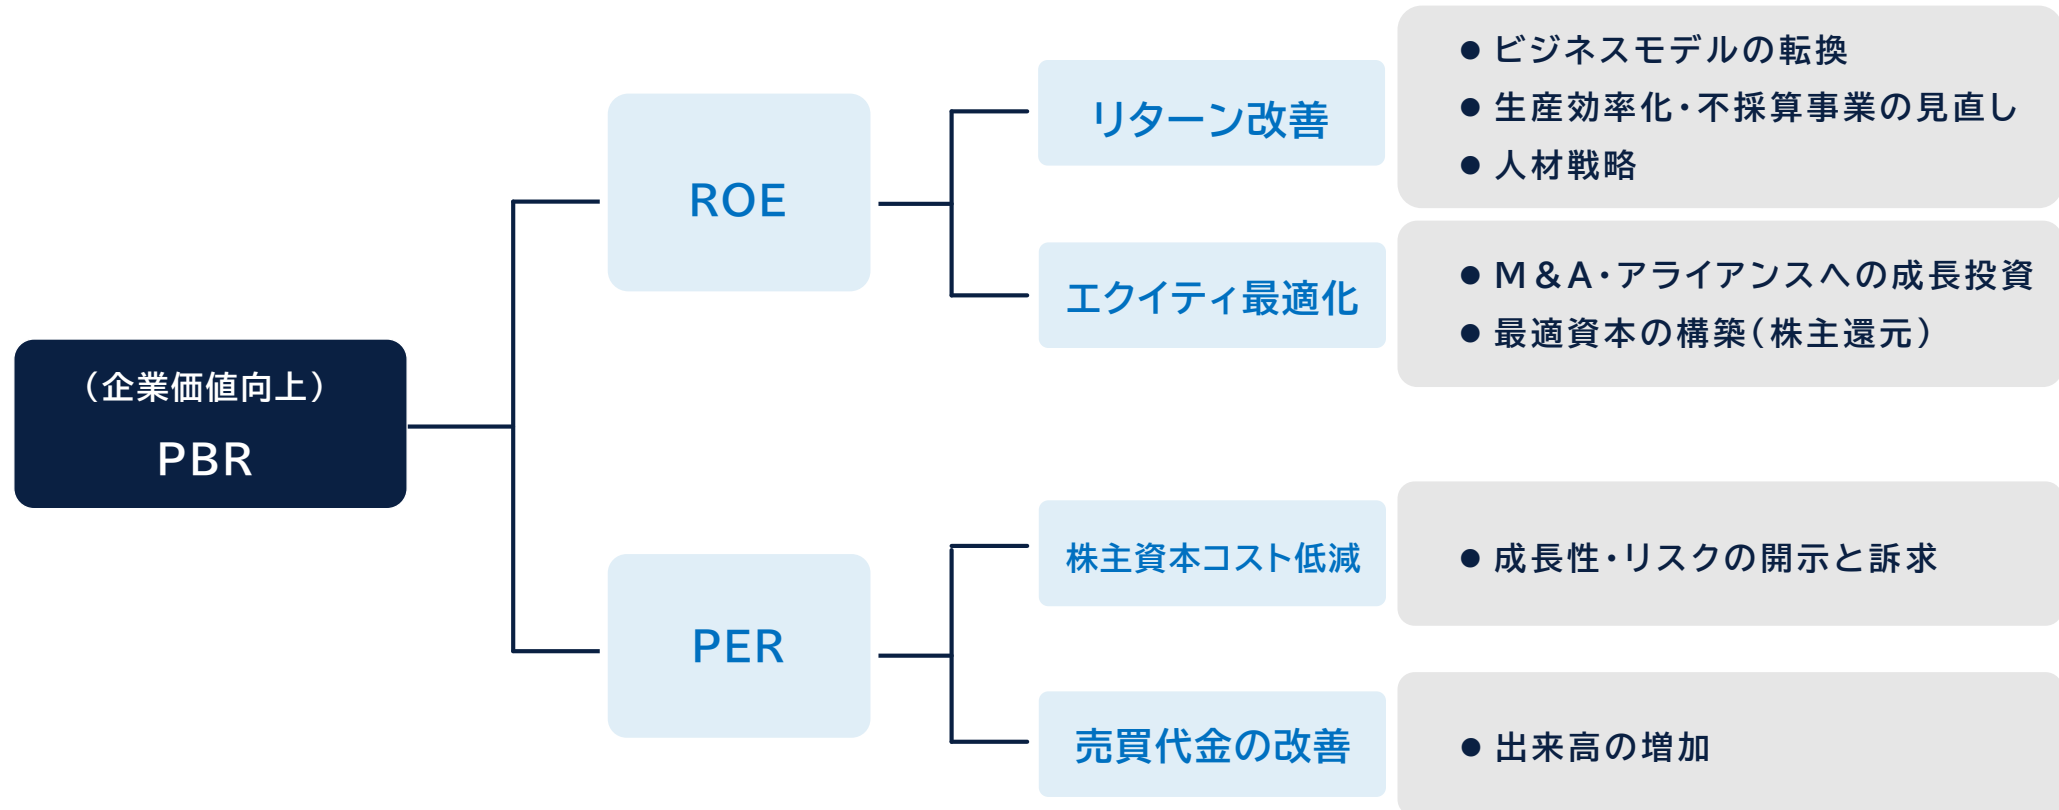 （企業価値向上）
PBR
ROE
リターン改善
● ビジネスモデルの転換
● 生産効率化・不採算事業の見直し
● 人材戦略
エクイティ最適化
● M＆A・アライアンスへの成長投資
● 最適資本の構築（株主還元）
PER
株主資本コスト低減
● 成長性・リスクの開示と訴求
売買代金の改善
● 出来高の増加